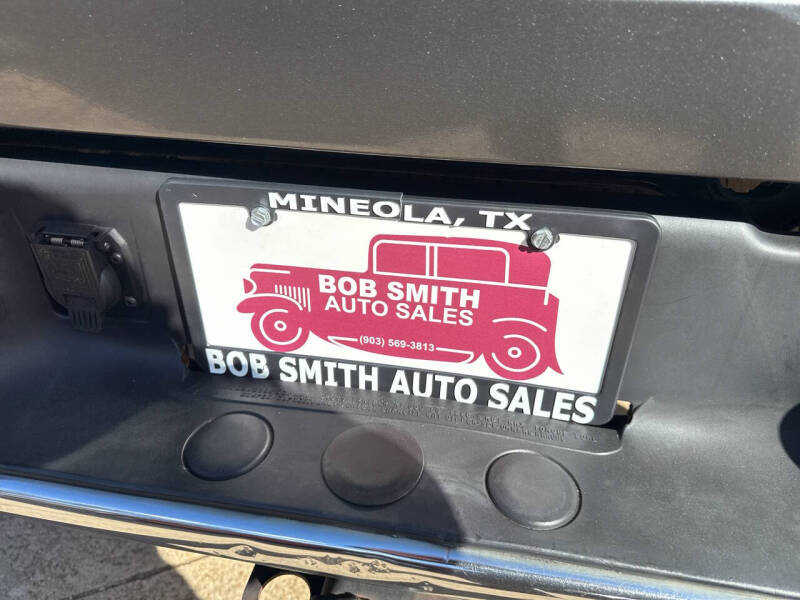 MINEOLA, TX
BOB SMITH
AUTO SALES
(903) 569-3813
BOB SMITH AUTO SALES